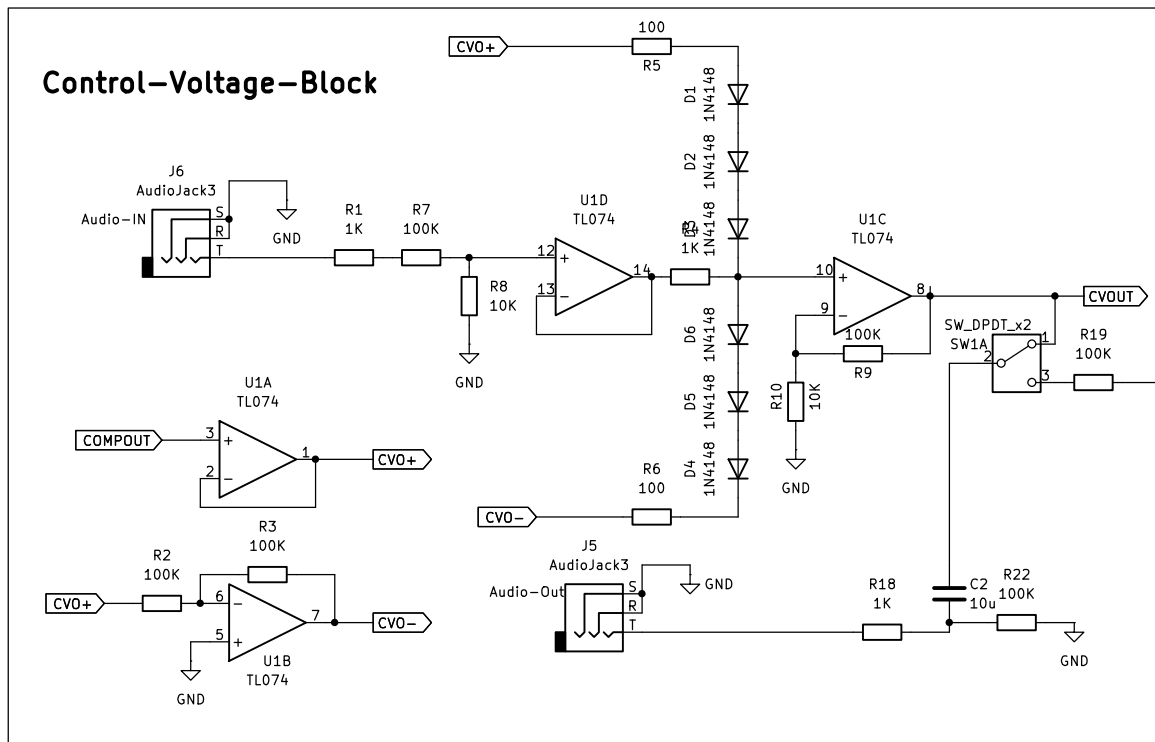 Control-Voltage-Block
CVO+
100
R5
D1
1N4148
D2
1N4148
D3
1N4148
J6
AudioJack3
Audio-IN
S
R
T
GND
R1
1K
R7
100K
R8
10K
GND
U1D
TL074
12
+
13
−
14
R4
1K
U1C
TL074
10
+
9
−
8
CVOUT
100K
R9
R10
10K
GND
SW_DPDT_x2
SW1A
1
2
3
R19
100K
D6
1N4148
D5
1N4148
D4
1N4148
R6
100
CVO-
U1A
TL074
COMPOUT
3
+
2
−
1
CVO+
R3
100K
R2
100K
CVO+
6
−
5
+
7
CVO-
U1B
TL074
GND
J5
AudioJack3
Audio-Out
S
R
T
GND
R18
1K
C2
10u
R22
100K
GND